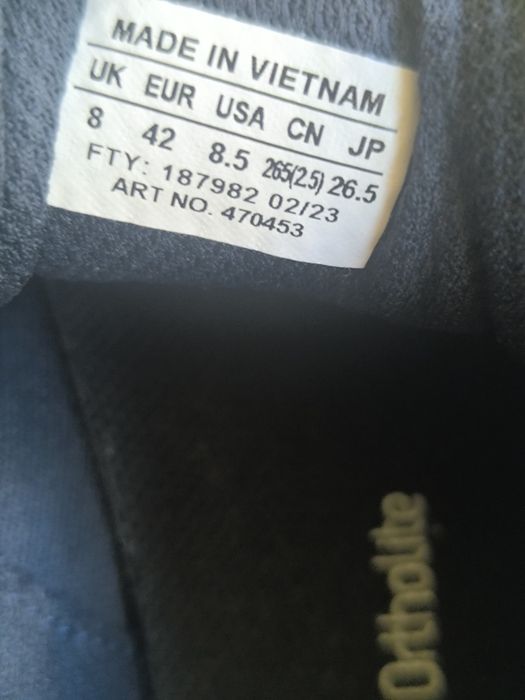 MADE IN VIETNAM
UK EUR USA CN JP
8 42 8.5 265(2.5) 26.5
FTY: 187982 02/23
ART NO. 470453
OrthoLite